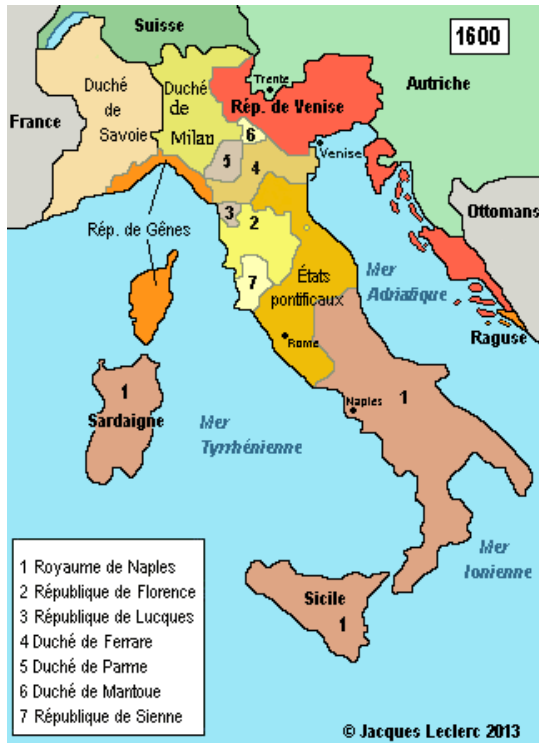 Suisse
1600
Duché
de
Savoie
Duché
de
Milau
Trente
Rép. de Venise
Autriche
France
6
Venise
5
4
Ottomans
3
2
Rép. de Gênes
États
pontificaux
Mer
Adriatique
7
Rome
Raguse
1
Sardaigne
Naples
1
Mer
Tyrrhénienne
Mer
Ionienne
1 Royaume de Naples
2 République de Florence
3 République de Lucques
4 Duché de Ferrare
5 Duché de Parme
6 Duché de Mantoue
7 République de Sienne
Sicile
1
© Jacques Leclerc 2013